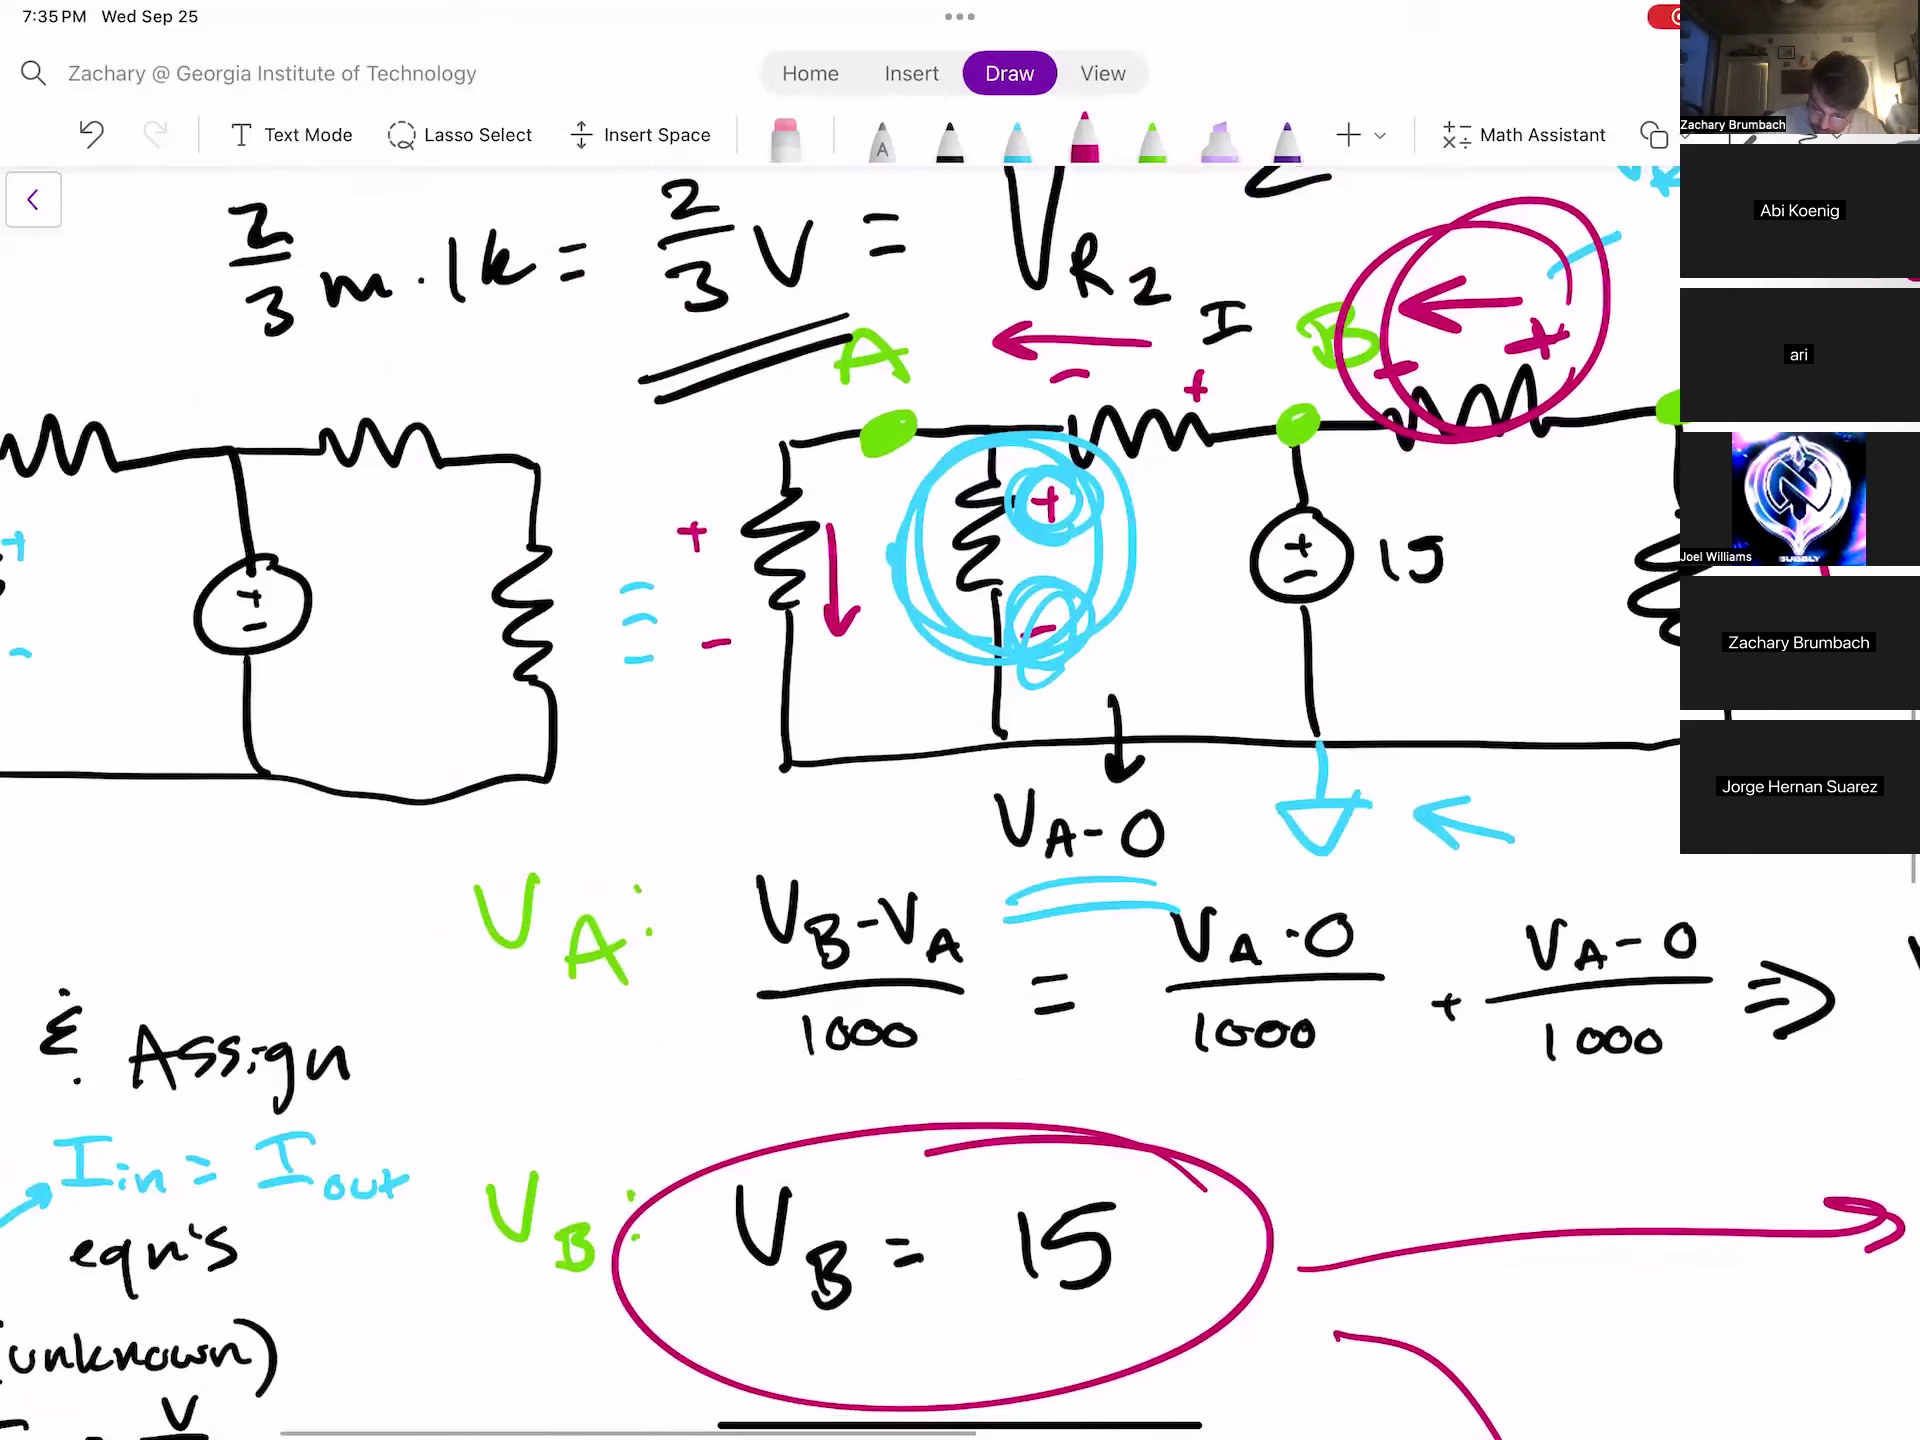 7:35 PM Wed Sep 25
Zachary @ Georgia Institute of Technology
Home Insert Draw View
Text Mode Lasso Select Insert Space Math Assistant
Zachary Brumbach
Abi Koenig
ari
Joel Williams
Zachary Brumbach
Jorge Hernan Suarez
2/3 m · 1k = 2/3 V = V_R2
A I B
+ - + - + - +
+ - 15
V_A - 0
V_A: (V_B - V_A)/1000 = (V_A - 0)/1000 + (V_A - 0)/1000 ⇒
& Assign
I_in = I_out
eqn's
V_B: V_B = 15
(unknown)
V